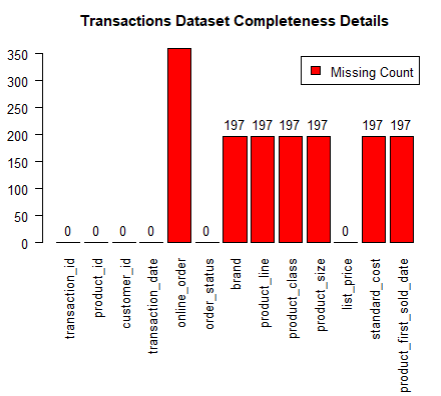 Transactions Dataset Completeness Details
Missing Count
350
300
250
200
150
100
50
0
0 0 0 0 0 197 197 197 197 0 197 197
transaction_id
product_id
customer_id
transaction_date
online_order
order_status
brand
product_line
product_class
product_size
list_price
standard_cost
product_first_sold_date